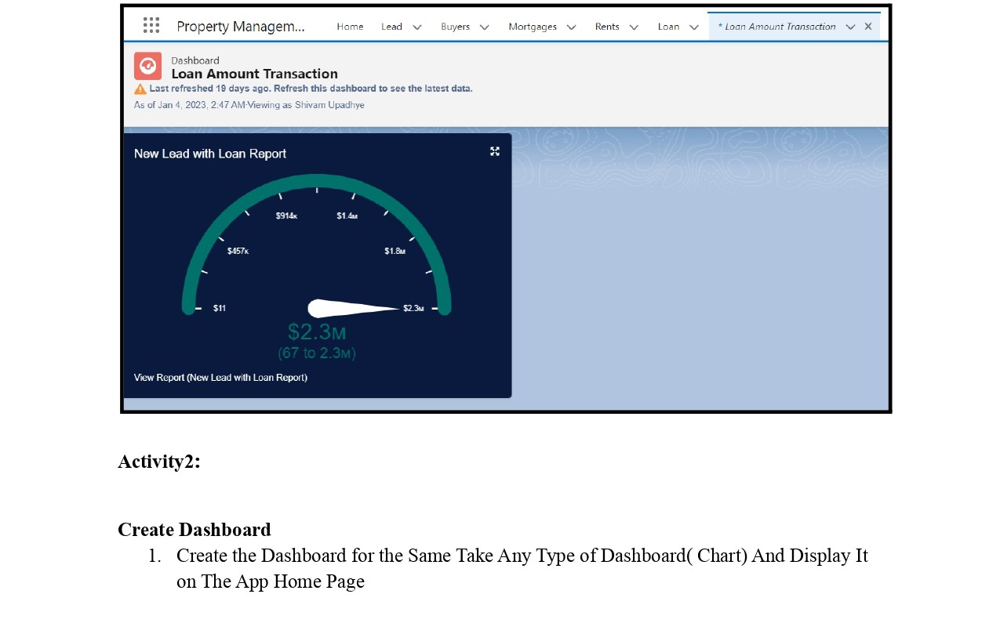 Property Managem... Home Lead Buyers Mortgages Rents Loan * Loan Amount Transaction
Dashboard
Loan Amount Transaction
Last refreshed 19 days ago. Refresh this dashboard to see the latest data.
As of Jan 4, 2023, 2:47 AM·Viewing as Shivam Upadhye
New Lead with Loan Report
$914K $1.4M
$457K $1.8M
$11 $2.3M
$2.3M
(67 to 2.3M)
View Report (New Lead with Loan Report)
Activity2:
Create Dashboard
1. Create the Dashboard for the Same Take Any Type of Dashboard( Chart) And Display It
on The App Home Page